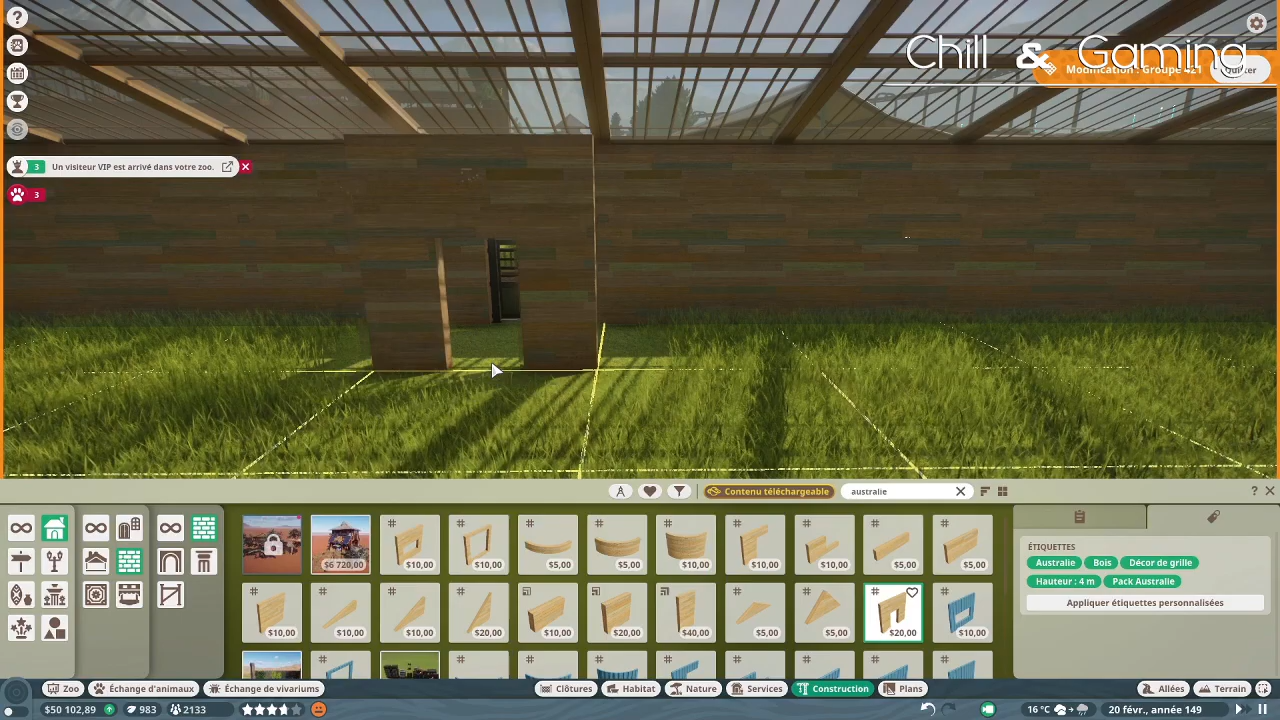 Chill & Gaming
Modification : Groupe 421
Un visiteur VIP est arrivé dans votre zoo.
3
3
Contenu téléchargeable
australie
? ×
$6 720,00
$10,00
$10,00
$5,00
$5,00
$10,00
$10,00
$10,00
$5,00
$5,00
$10,00
$10,00
$10,00
$20,00
$10,00
$20,00
$40,00
$5,00
$5,00
$20,00
$10,00
ÉTIQUETTES
Australie
Bois
Décor de grille
Hauteur : 4 m
Pack Australie
Appliquer étiquettes personnalisées
Zoo
Échange d'animaux
Échange de vivariums
Clôtures
Habitat
Nature
Services
Construction
Plans
Allées
Terrain
$50 102,89
983
2133
16 °C
20 févr., année 149